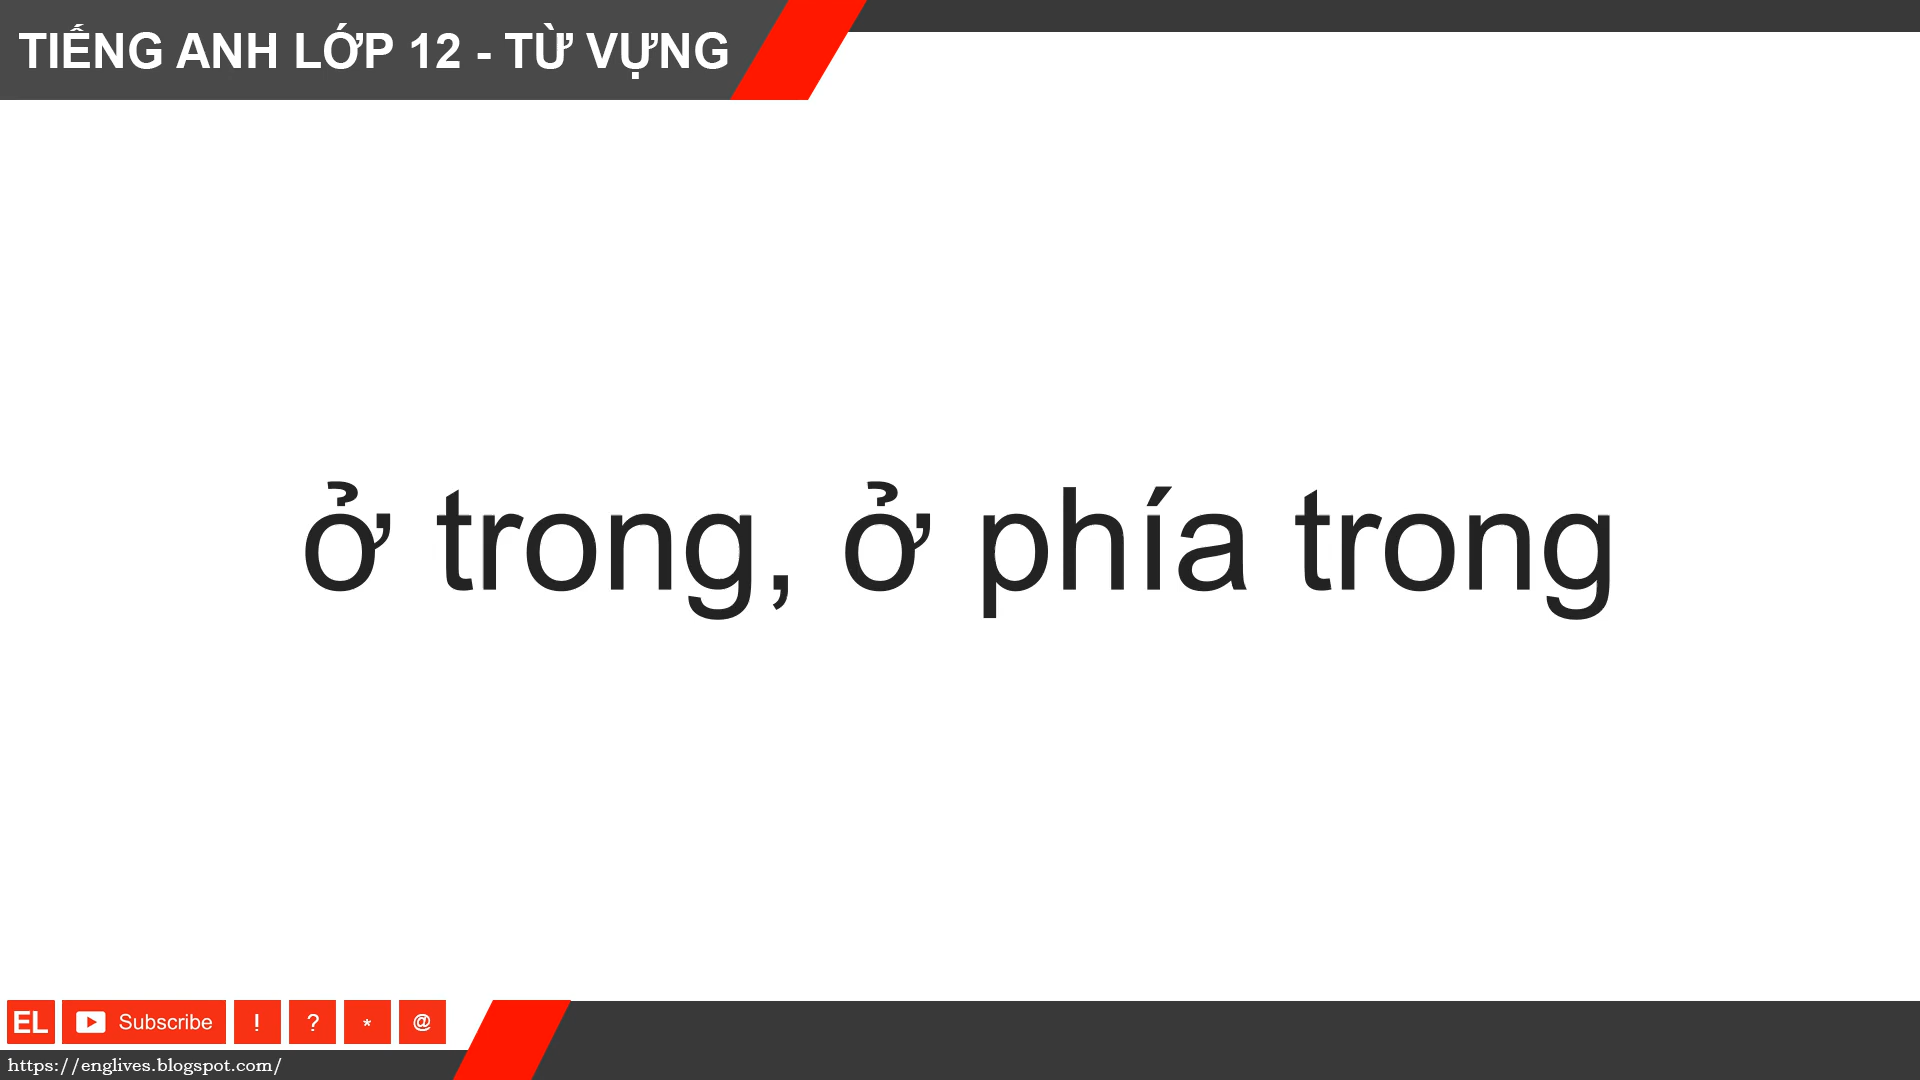 TIẾNG ANH LỚP 12 - TỪ VỰNG
ở trong, ở phía trong
EL Subscribe ! ? * @
https://englives.blogspot.com/